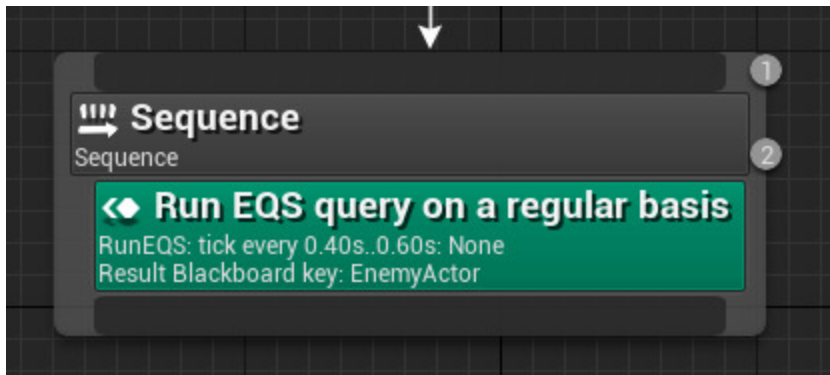 1
Sequence
Sequence
2
Run EQS query on a regular basis
RunEQS: tick every 0.40s..0.60s: None
Result Blackboard key: EnemyActor